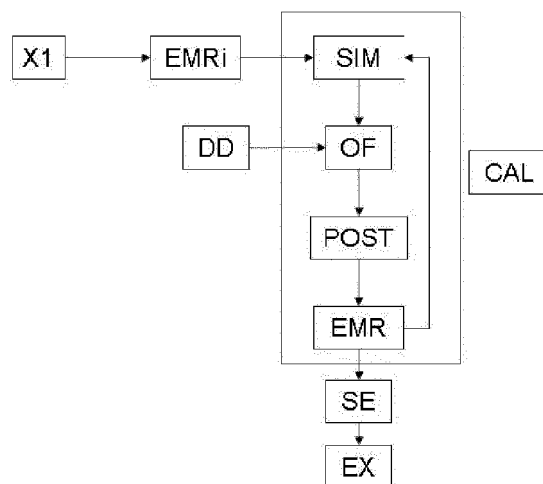 X1
EMRi
SIM
DD
OF
CAL
POST
EMR
SE
EX